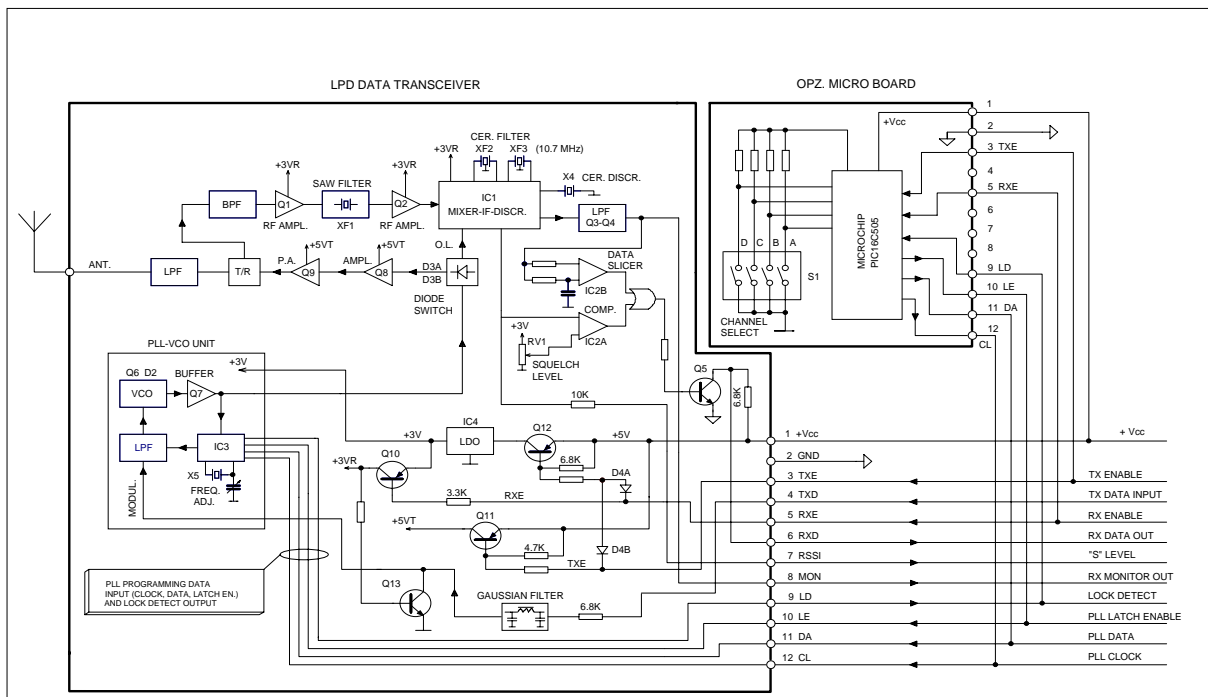 LPD DATA TRANSCEIVER
OPZ. MICRO BOARD
+3VR
CER. FILTER
XF2
XF3
(10.7 MHz)
SAW FILTER
+3VR
+3VR
X4
CER. DISCR.
BPF
Q1
XF1
Q2
IC1
MIXER-IF-DISCR.
LPF
Q3-Q4
RF AMPL.
RF AMPL.
ANT.
LPF
T/R
P.A.
+5VT
Q9
AMPL.
+5VT
Q8
O.L.
D3A
D3B
DIODE
SWITCH
DATA
SLICER
IC2B
COMP.
IC2A
+3V
RV1
SQUELCH
LEVEL
PLL-VCO UNIT
+3V
Q6 D2
BUFFER
VCO
Q7
LPF
IC3
X5
FREQ.
ADJ.
MODUL.
10K
Q5
6.8K
IC4
LDO
+3V
Q12
+5V
6.8K
D4A
+3VR
Q10
3.3K
RXE
+5VT
Q11
4.7K
TXE
D4B
Q13
GAUSSIAN FILTER
6.8K
PLL PROGRAMMING DATA
INPUT (CLOCK, DATA, LATCH EN.)
AND LOCK DETECT OUTPUT
+Vcc
MICROCHIP
PIC16C505
D C B A
S1
CHANNEL
SELECT
1
2
3 TXE
4
5 RXE
6
7
8
9 LD
10 LE
11 DA
12
CL
1 +Vcc
+ Vcc
2 GND
3 TXE
TX ENABLE
4 TXD
TX DATA INPUT
5 RXE
RX ENABLE
6 RXD
RX DATA OUT
7 RSSI
"S" LEVEL
8 MON
RX MONITOR OUT
9 LD
LOCK DETECT
10 LE
PLL LATCH ENABLE
11 DA
PLL DATA
12 CL
PLL CLOCK